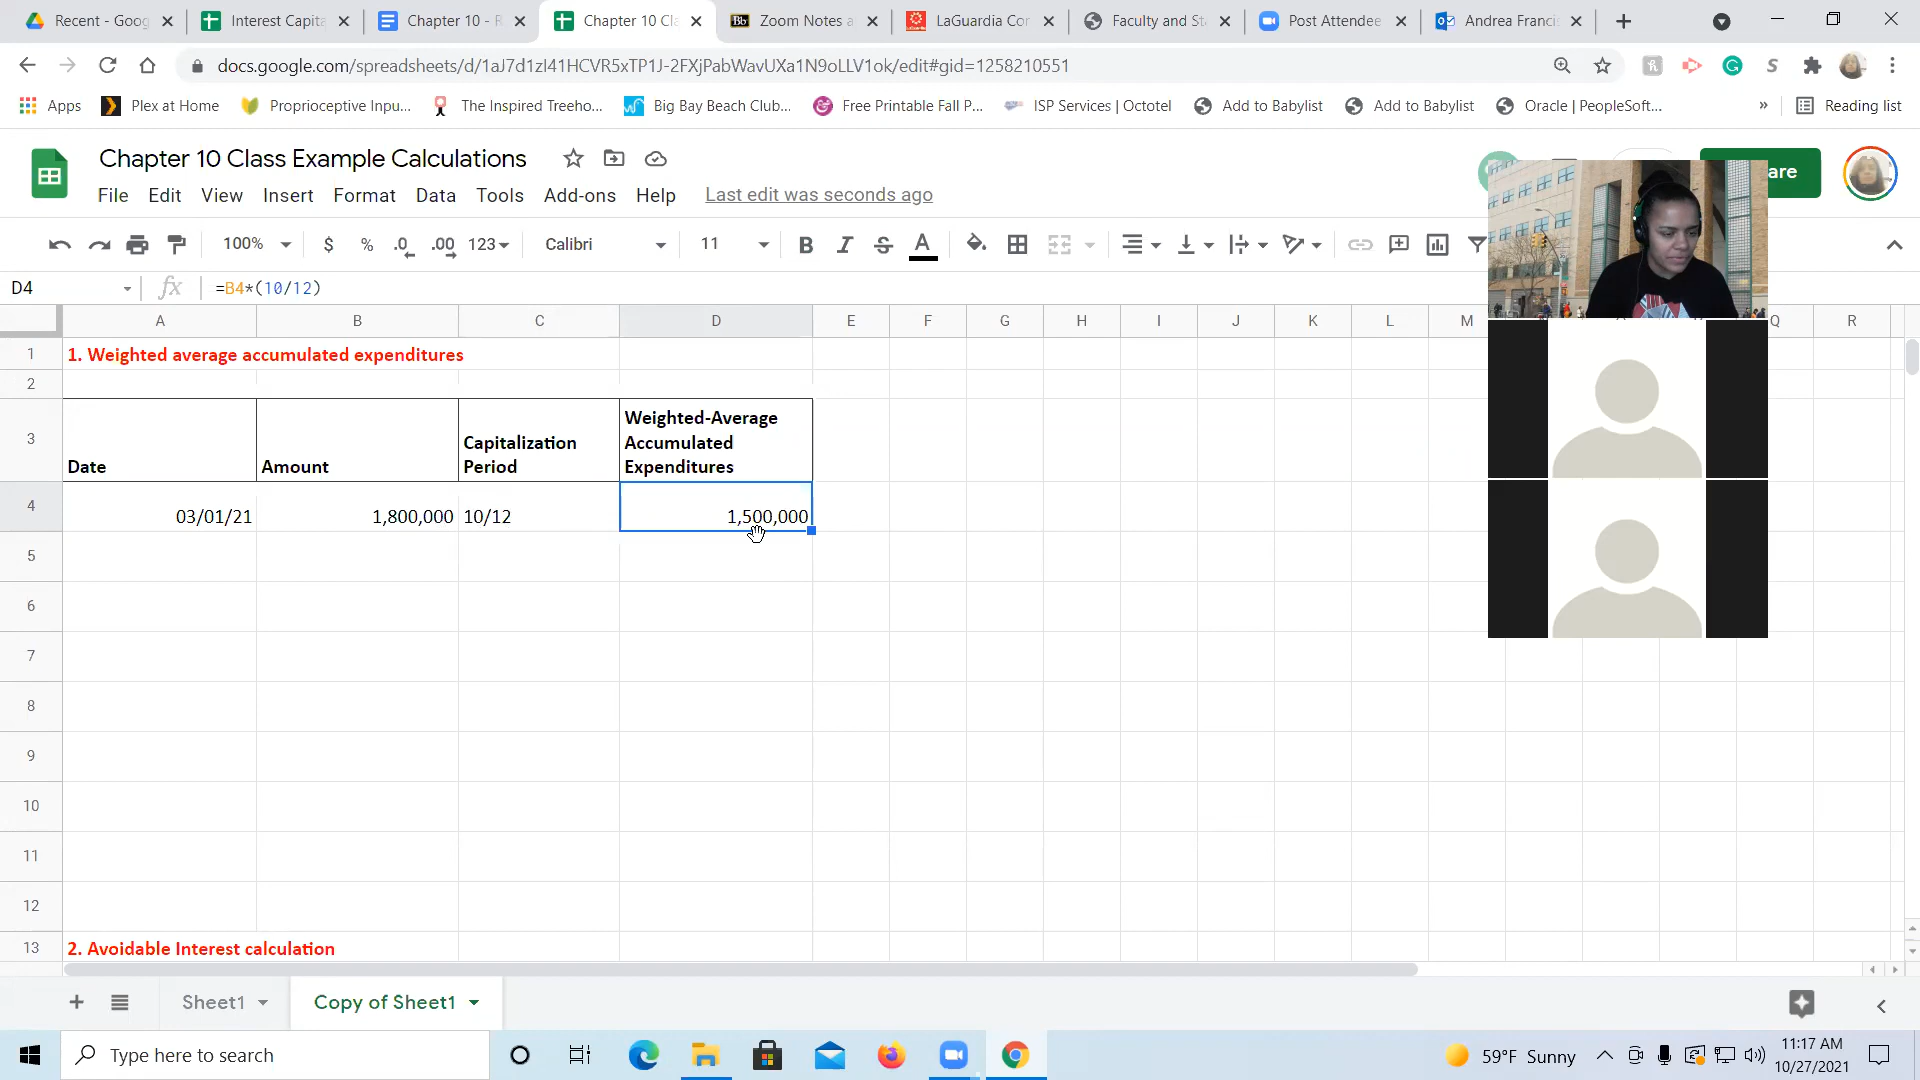 Recent - Goog
Interest Capita
Chapter 10 - R
Chapter 10 Cla
Zoom Notes a
LaGuardia Cor
Faculty and St
Post Attendee
Andrea Franci
docs.google.com/spreadsheets/d/1aJ7d1zI41HCVR5xTP1J-2FXjPabWavUXa1N9oLLV1ok/edit#gid=1258210551
Apps Plex at Home Proprioceptive Inpu... The Inspired Treeho... Big Bay Beach Club... Free Printable Fall P... ISP Services | Octotel Add to Babylist Add to Babylist Oracle | PeopleSoft... » Reading list
Chapter 10 Class Example Calculations
are
File Edit View Insert Format Data Tools Add-ons Help Last edit was seconds ago
100% $ % .0 .00 123 Calibri 11 B I S A
D4 fx =B4*(10/12)
A B C D E F G H I J K L M Q R
1 1. Weighted average accumulated expenditures
2
3 Date Amount Capitalization Period Weighted-Average Accumulated Expenditures
4 03/01/21 1,800,000 10/12 1,500,000
5
6
7
8
9
10
11
12
13 2. Avoidable Interest calculation
Sheet1 Copy of Sheet1
Type here to search
59°F Sunny
11:17 AM
10/27/2021